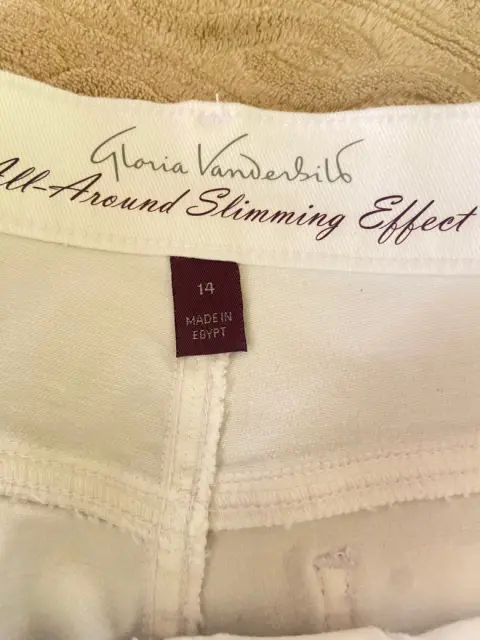 Gloria Vanderbilt
All-Around Slimming Effect
14
MADE IN
EGYPT